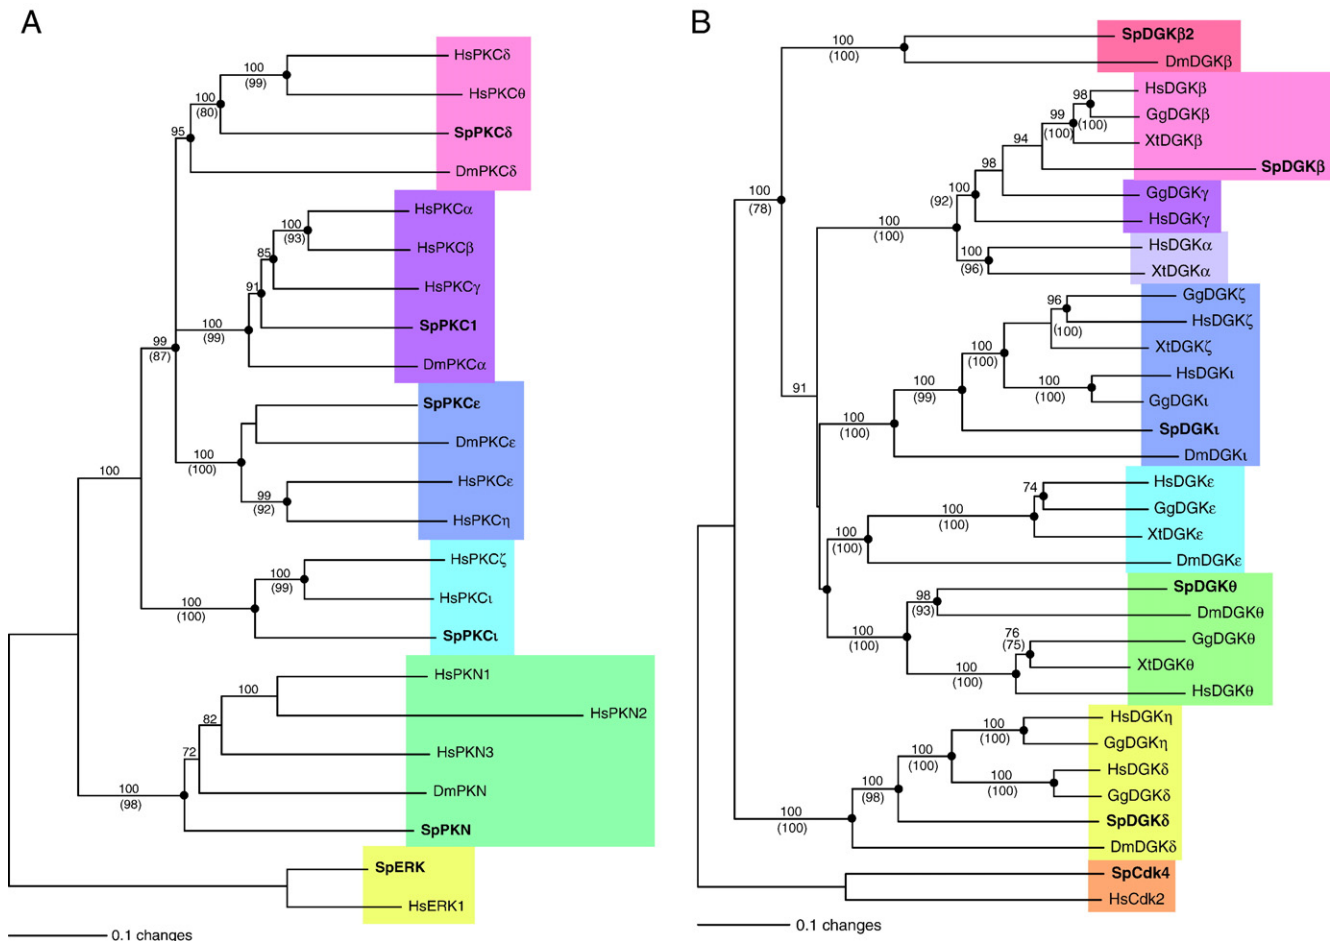 A
HsPKCδ
100
(99)
HsPKCθ
100
(80)
SpPKCδ
95
DmPKCδ
HsPKCα
100
(93)
HsPKCβ
85
HsPKCγ
91
SpPKC1
100
(99)
DmPKCα
99
(87)
SpPKCε
DmPKCε
100
(100)
HsPKCε
99
(92)
HsPKCη
100
HsPKCζ
100
(99)
HsPKCι
100
(100)
SpPKCι
HsPKN1
100
HsPKN2
82
HsPKN3
72
DmPKN
100
(98)
SpPKN
SpERK
HsERK1
0.1 changes
B
SpDGKβ2
100
(100)
DmDGKβ
HsDGKβ
98
(100)
GgDGKβ
99
(100)
XtDGKβ
94
SpDGKβ
98
GgDGKγ
100
(92)
HsDGKγ
100
(78)
100
(100)
HsDGKα
100
(96)
XtDGKα
GgDGKζ
96
(100)
HsDGKζ
XtDGKζ
100
(100)
HsDGKι
100
(100)
GgDGKι
100
(99)
SpDGKι
91
100
(100)
DmDGKι
HsDGKε
74
GgDGKε
100
(100)
XtDGKε
100
(100)
DmDGKε
SpDGKθ
98
(93)
DmDGKθ
100
(100)
GgDGKθ
76
(75)
XtDGKθ
100
(100)
HsDGKθ
HsDGKη
100
(100)
GgDGKη
100
(100)
HsDGKδ
100
(100)
GgDGKδ
100
(98)
SpDGKδ
100
(100)
DmDGKδ
SpCdk4
HsCdk2
0.1 changes